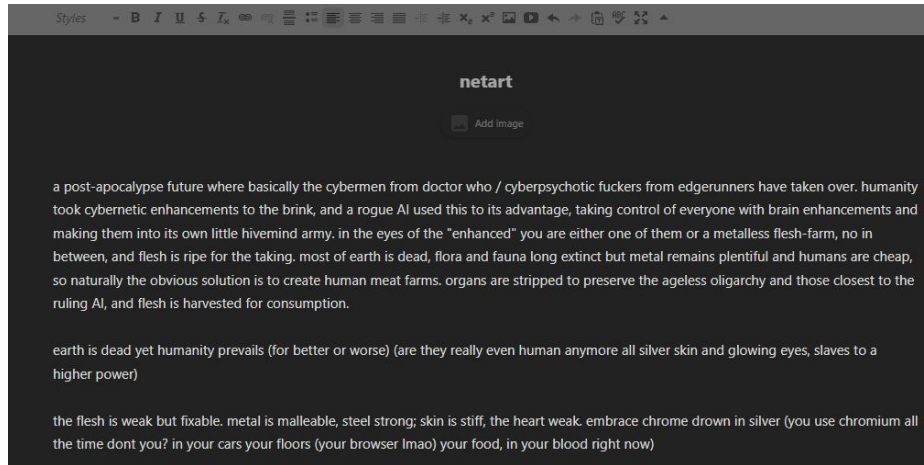 Styles
B I U S Tx
ABC
netart
Add image
a post-apocalypse future where basically the cybermen from doctor who / cyberpsychotic fuckers from edgerunners have taken over. humanity
took cybernetic enhancements to the brink, and a rogue AI used this to its advantage, taking control of everyone with brain enhancements and
making them into its own little hivemind army. in the eyes of the "enhanced" you are either one of them or a metalless flesh-farm, no in
between, and flesh is ripe for the taking. most of earth is dead, flora and fauna long extinct but metal remains plentiful and humans are cheap,
so naturally the obvious solution is to create human meat farms. organs are stripped to preserve the ageless oligarchy and those closest to the
ruling AI, and flesh is harvested for consumption.
earth is dead yet humanity prevails (for better or worse) (are they really even human anymore all silver skin and glowing eyes, slaves to a
higher power)
the flesh is weak but fixable. metal is malleable, steel strong; skin is stiff, the heart weak. embrace chrome drown in silver (you use chromium all
the time dont you? in your cars your floors (your browser lmao) your food, in your blood right now)